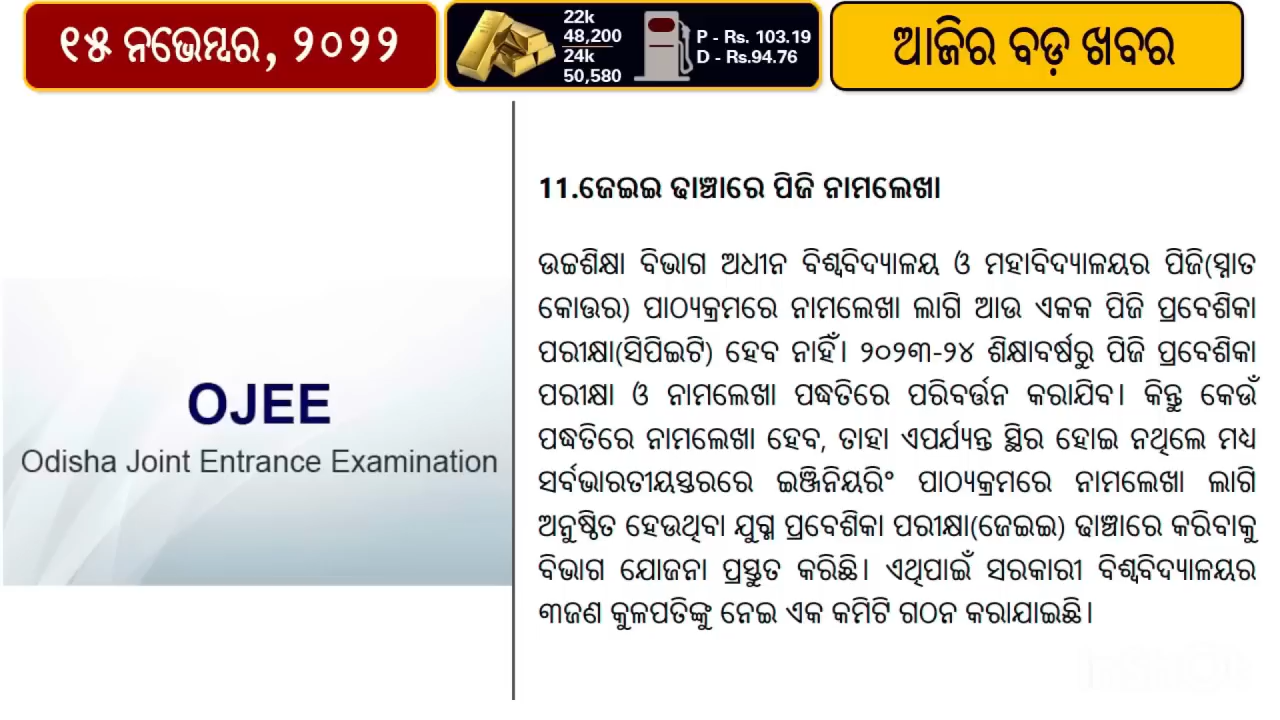 ୧୫ ନଭେମ୍ବର, ୨୦୨୨
22k
48,200
24k
50,580
P - Rs. 103.19
D - Rs.94.76
ଆଜିର ବଡ଼ ଖବର
OJEE
Odisha Joint Entrance Examination
11.ଜେଇଇ ଢାଞ୍ଚାରେ ପିଜି ନାମଲେଖା
ଉଚ୍ଚଶିକ୍ଷା ବିଭାଗ ଅଧୀନ ବିଶ୍ୱବିଦ୍ୟାଳୟ ଓ ମହାବିଦ୍ୟାଳୟର ପିଜି(ସ୍ନାତ
କୋତ୍ତର) ପାଠ୍ୟକ୍ରମରେ ନାମଲେଖା ଲାଗି ଆଉ ଏକକ ପିଜି ପ୍ରବେଶିକା
ପରୀକ୍ଷା(ସିପିଇଟି) ହେବ ନାହିଁ। ୨୦୨୩-୨୪ ଶିକ୍ଷାବର୍ଷରୁ ପିଜି ପ୍ରବେଶିକା
ପରୀକ୍ଷା ଓ ନାମଲେଖା ପଦ୍ଧତିରେ ପରିବର୍ତ୍ତନ କରାଯିବ। କିନ୍ତୁ କେଉଁ
ପଦ୍ଧତିରେ ନାମଲେଖା ହେବ, ତାହା ଏପର୍ଯ୍ୟନ୍ତ ସ୍ଥିର ହୋଇ ନଥିଲେ ମଧ୍ୟ
ସର୍ବଭାରତୀୟସ୍ତରରେ ଇଞ୍ଜିନିୟରିଂ ପାଠ୍ୟକ୍ରମରେ ନାମଲେଖା ଲାଗି
ଅନୁଷ୍ଠିତ ହେଉଥିବା ଯୁଗ୍ମ ପ୍ରବେଶିକା ପରୀକ୍ଷା(ଜେଇଇ) ଢାଞ୍ଚାରେ କରିବାକୁ
ବିଭାଗ ଯୋଜନା ପ୍ରସ୍ତୁତ କରିଛି। ଏଥିପାଇଁ ସରକାରୀ ବିଶ୍ୱବିଦ୍ୟାଳୟର
୩ଜଣ କୁଳପତିଙ୍କୁ ନେଇ ଏକ କମିଟି ଗଠନ କରାଯାଇଛି।